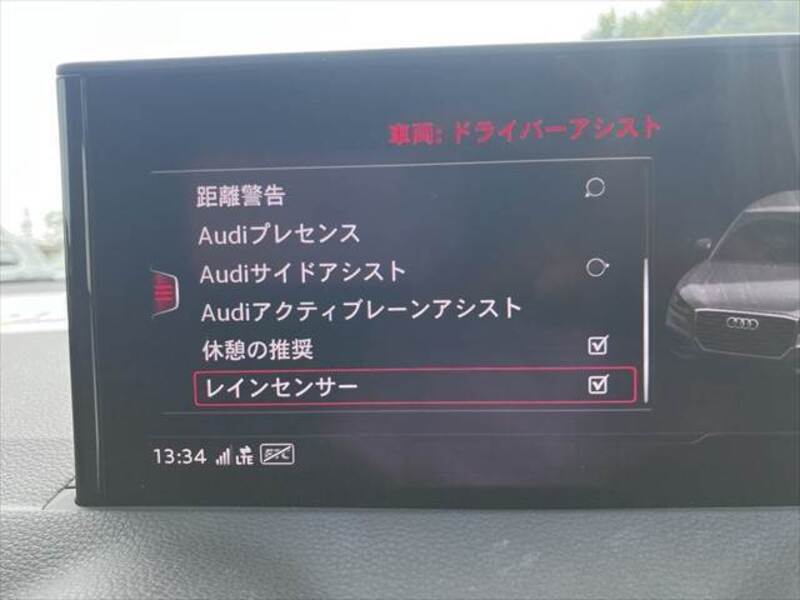 車両: ドライバーアシスト
距離警告
Audiプレセンス
Audiサイドアシスト
Audiアクティブレーンアシスト
休憩の推奨
レインセンサー
13:34 LTE ETC